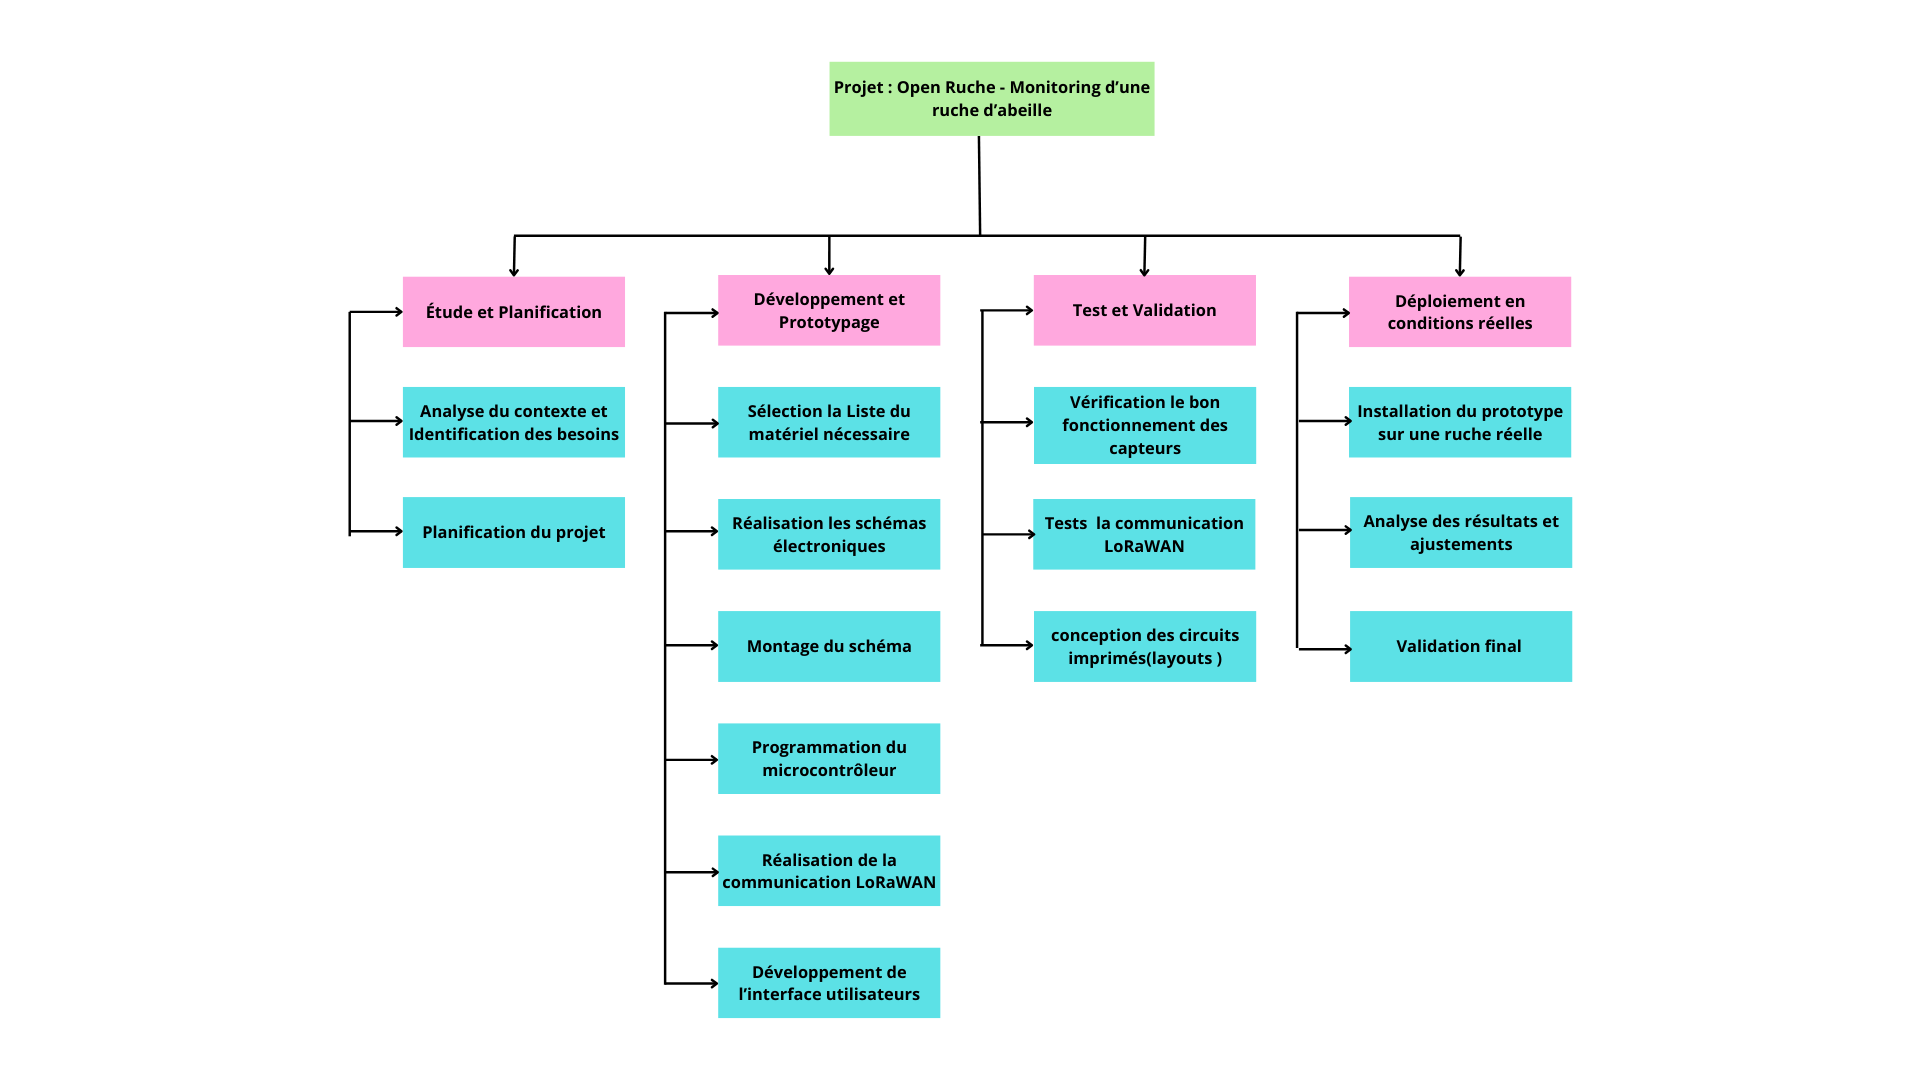 Projet : Open Ruche - Monitoring d’une
ruche d’abeille
Étude et Planification
Analyse du contexte et
Identification des besoins
Planification du projet
Développement et
Prototypage
Sélection la Liste du
matériel nécessaire
Réalisation les schémas
électroniques
Montage du schéma
Programmation du
microcontrôleur
Réalisation de la
communication LoRaWAN
Développement de
l’interface utilisateurs
Test et Validation
Vérification le bon
fonctionnement des
capteurs
Tests  la communication
LoRaWAN
conception des circuits
imprimés(layouts )
Déploiement en
conditions réelles
Installation du prototype
sur une ruche réelle
Analyse des résultats et
ajustements
Validation final